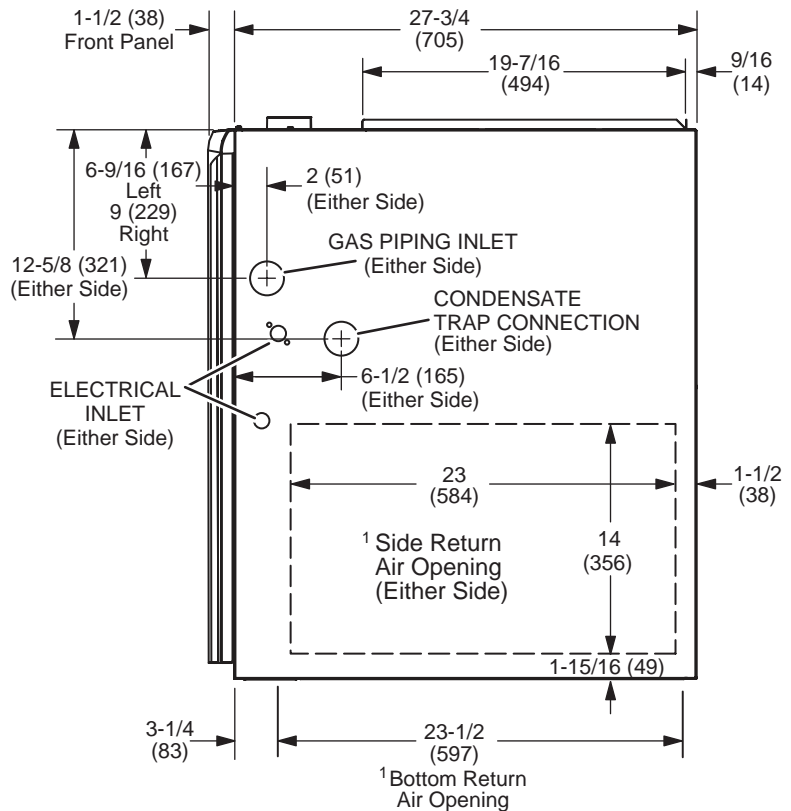 1-1/2 (38)
Front Panel
27-3/4
(705)
19-7/16
(494)
9/16
(14)
6-9/16 (167)
Left
9 (229)
Right
2 (51)
(Either Side)
12-5/8 (321)
(Either Side)
GAS PIPING INLET
(Either Side)
CONDENSATE
TRAP CONNECTION
(Either Side)
6-1/2 (165)
(Either Side)
ELECTRICAL
INLET
(Either Side)
23
(584)
1-1/2
(38)
14
(356)
1 Side Return
Air Opening
(Either Side)
1-15/16 (49)
3-1/4
(83)
23-1/2
(597)
1 Bottom Return
Air Opening